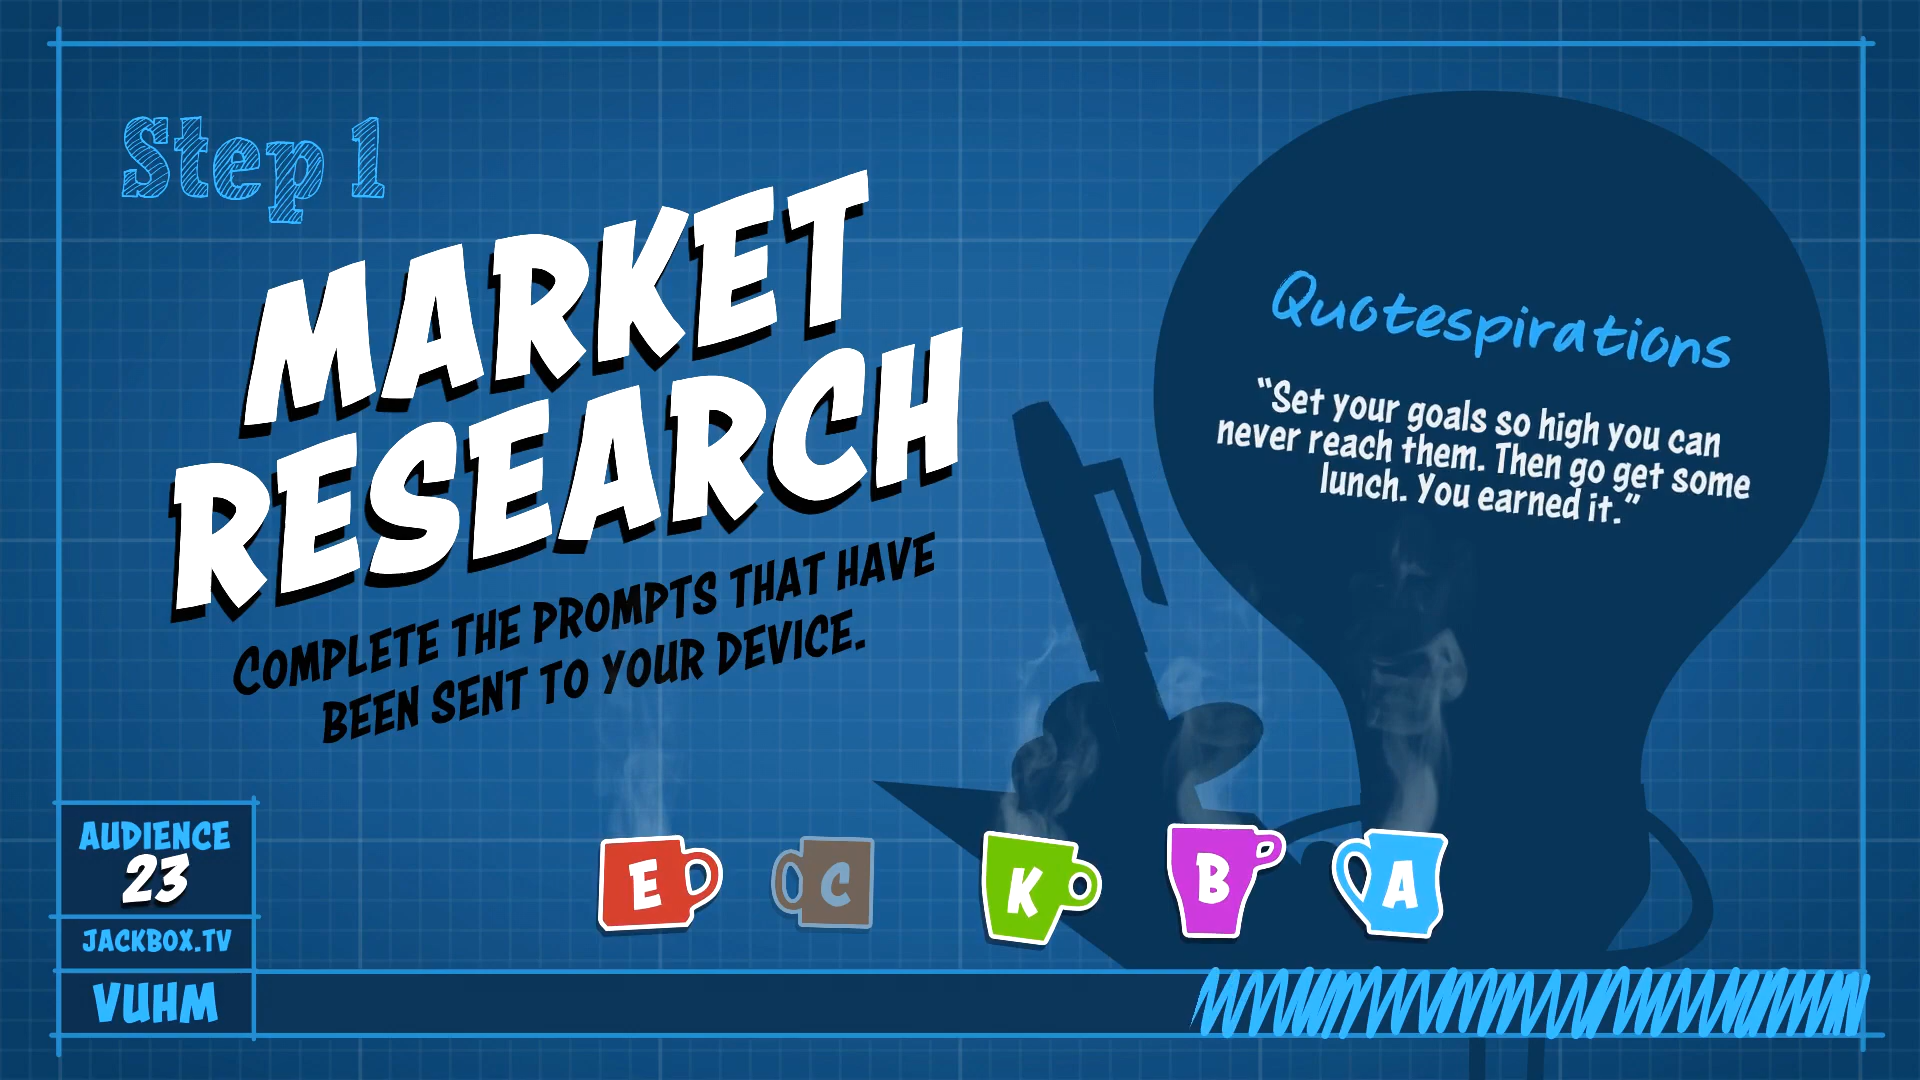 Step 1
MARKET
RESEARCH
COMPLETE THE PROMPTS THAT HAVE
BEEN SENT TO YOUR DEVICE.
Quotespirations
“Set your goals so high you can
never reach them. Then go get some
lunch. You earned it.”
E
C
K
B
A
AUDIENCE
23
JACKBOX.TV
VUHM